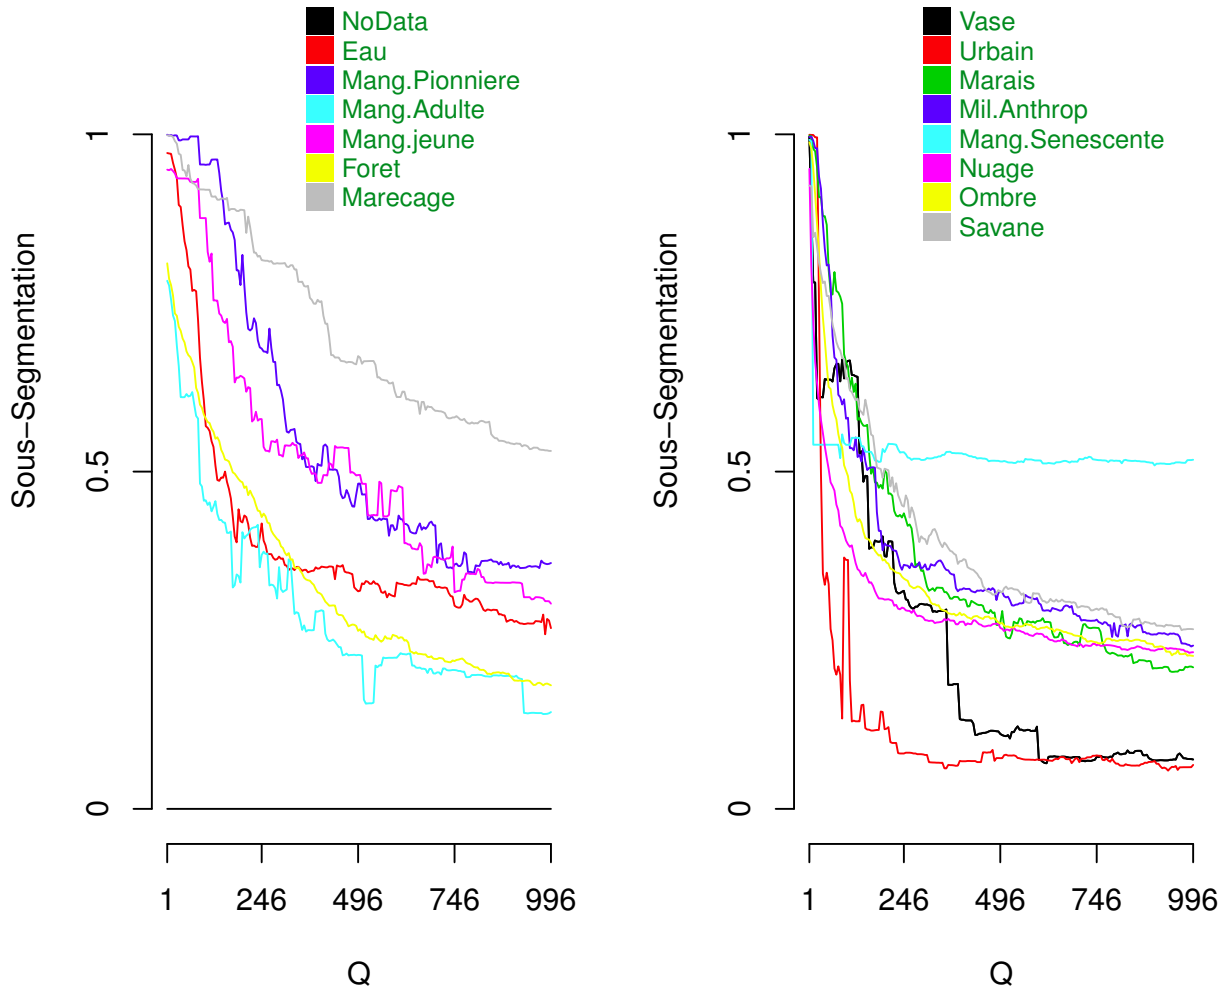 NoData
Eau
Mang.Pionniere
Mang.Adulte
Mang.jeune
Foret
Marecage
Sous−Segmentation
1
0.5
0
1 246 496 746 996
Q
Vase
Urbain
Marais
Mil.Anthrop
Mang.Senescente
Nuage
Ombre
Savane
Sous−Segmentation
1
0.5
0
1 246 496 746 996
Q